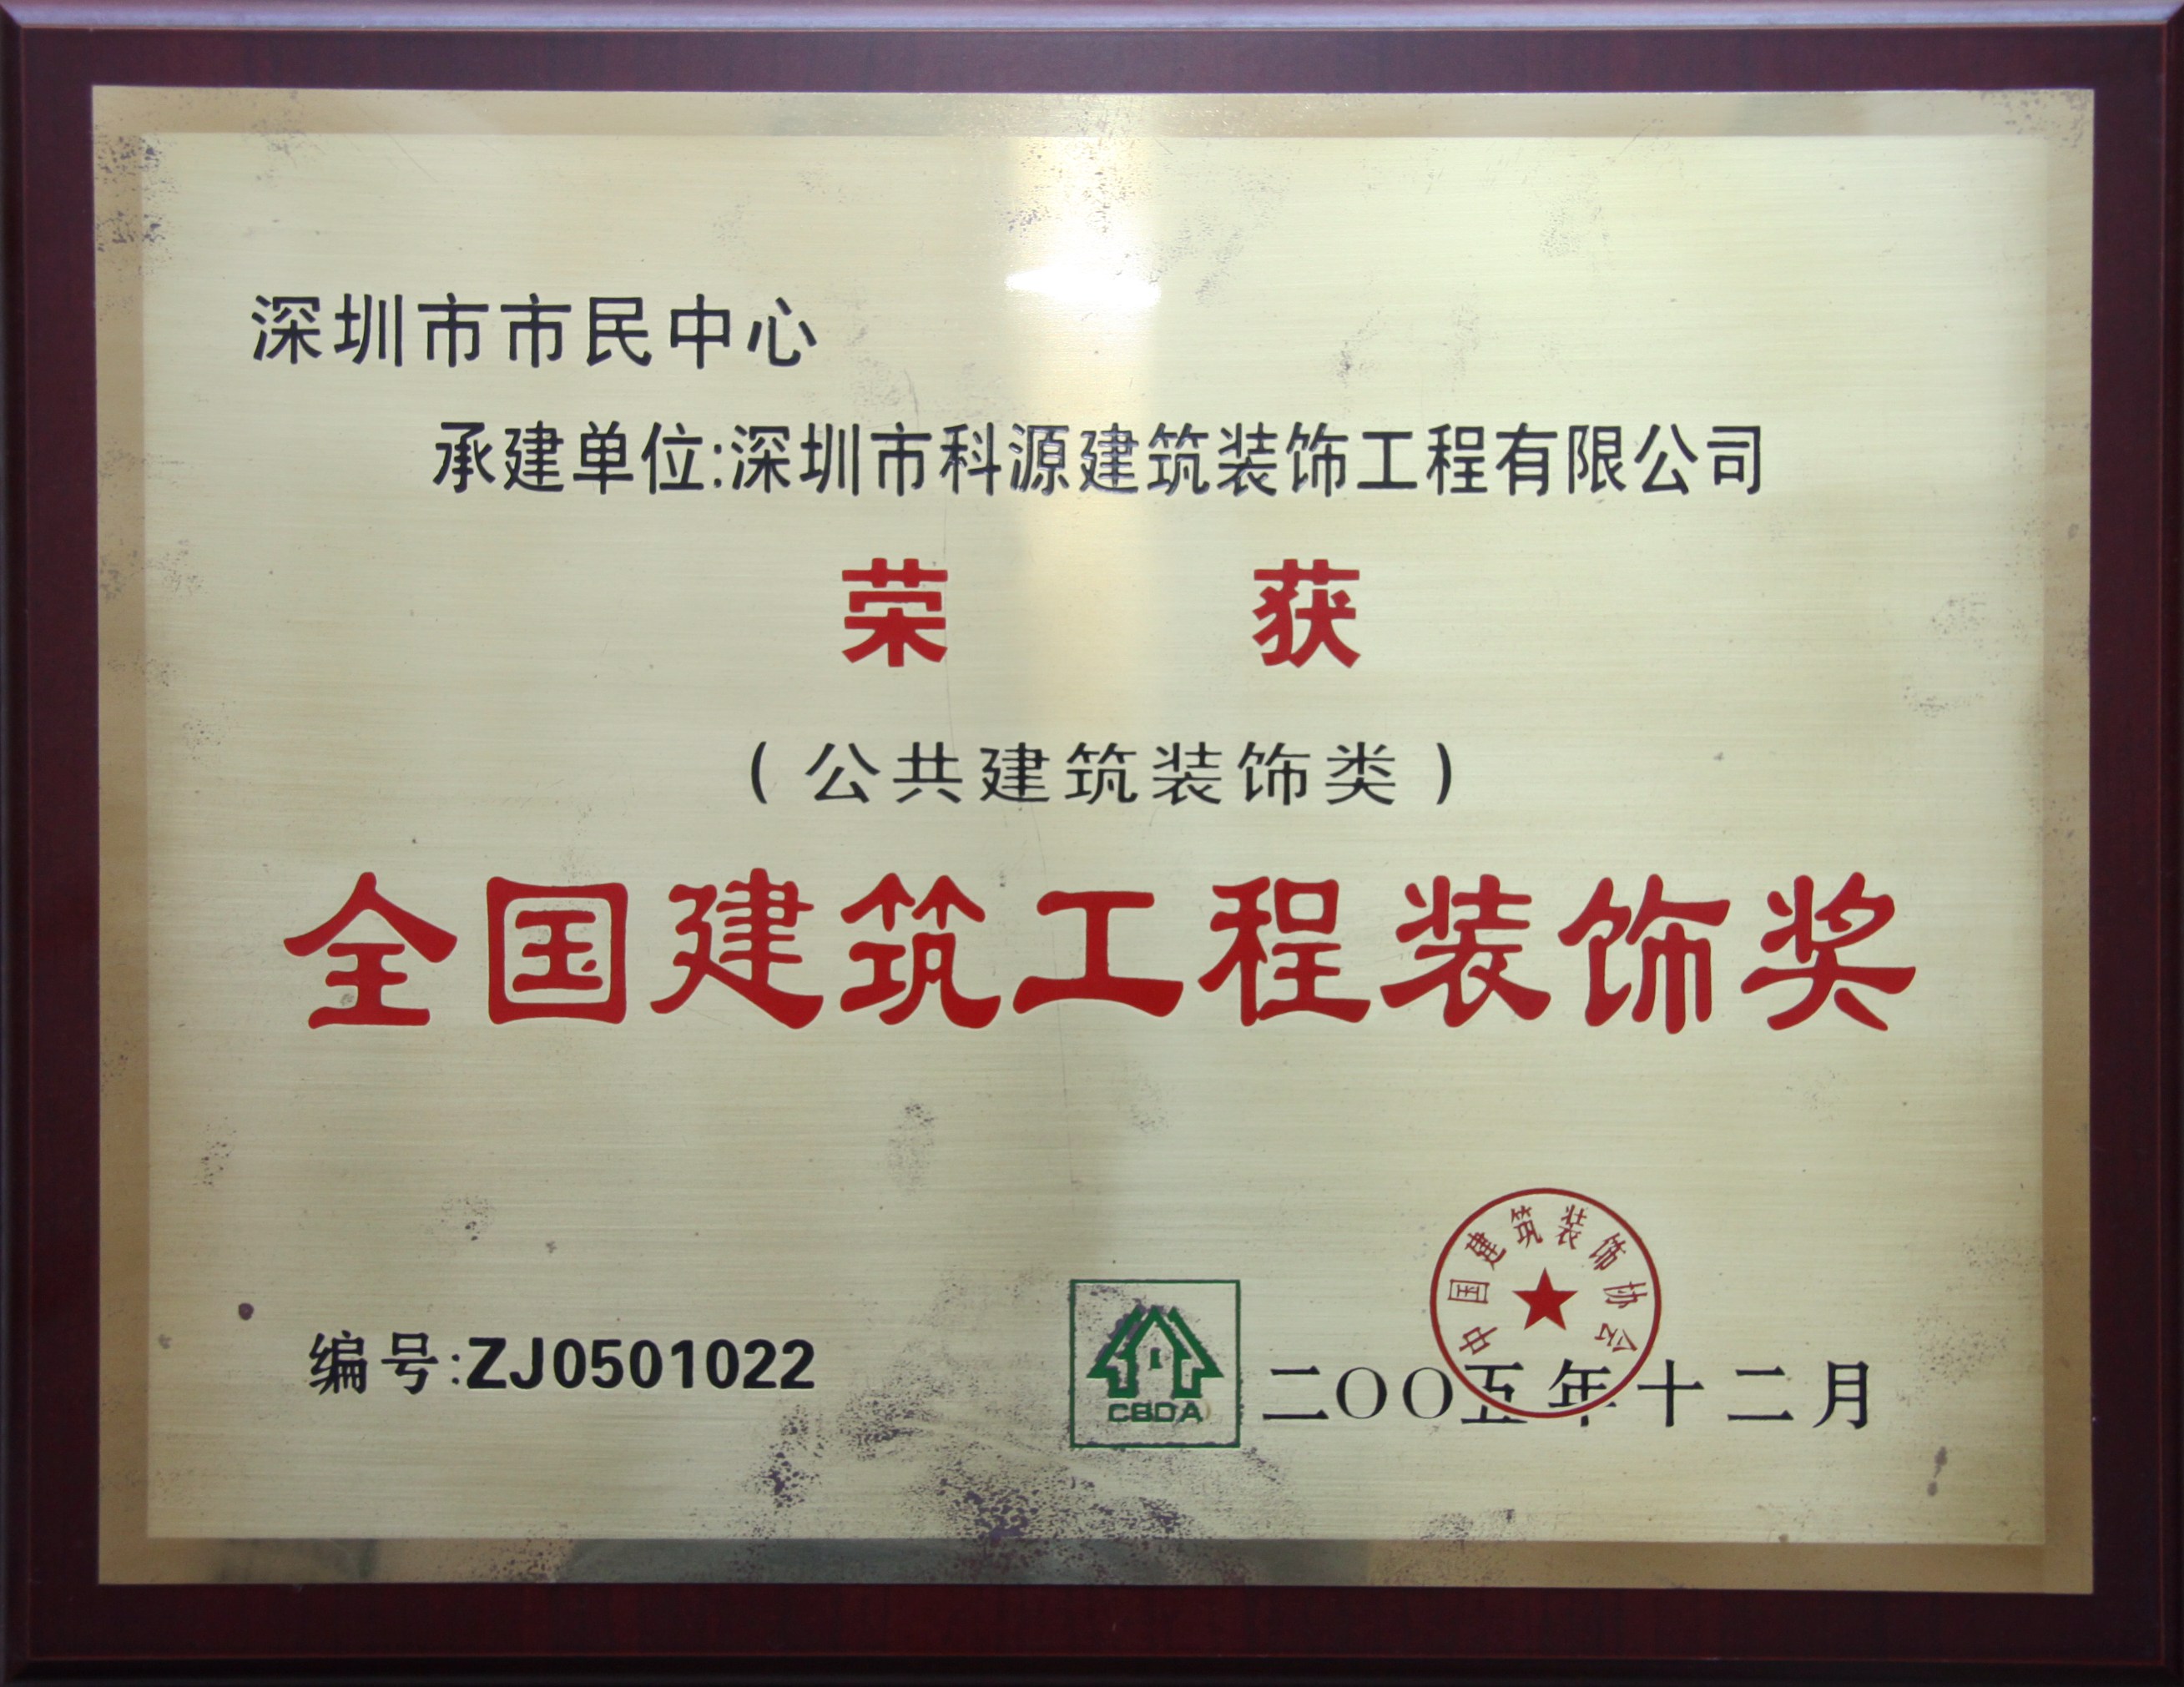 深圳市市民中心
承建单位:深圳市科源建筑装饰工程有限公司
荣 获
(公共建筑装饰类)
全国建筑工程装饰奖
中国建筑装饰协会
编号:ZJ0501022
CBDA
二〇〇五年十二月